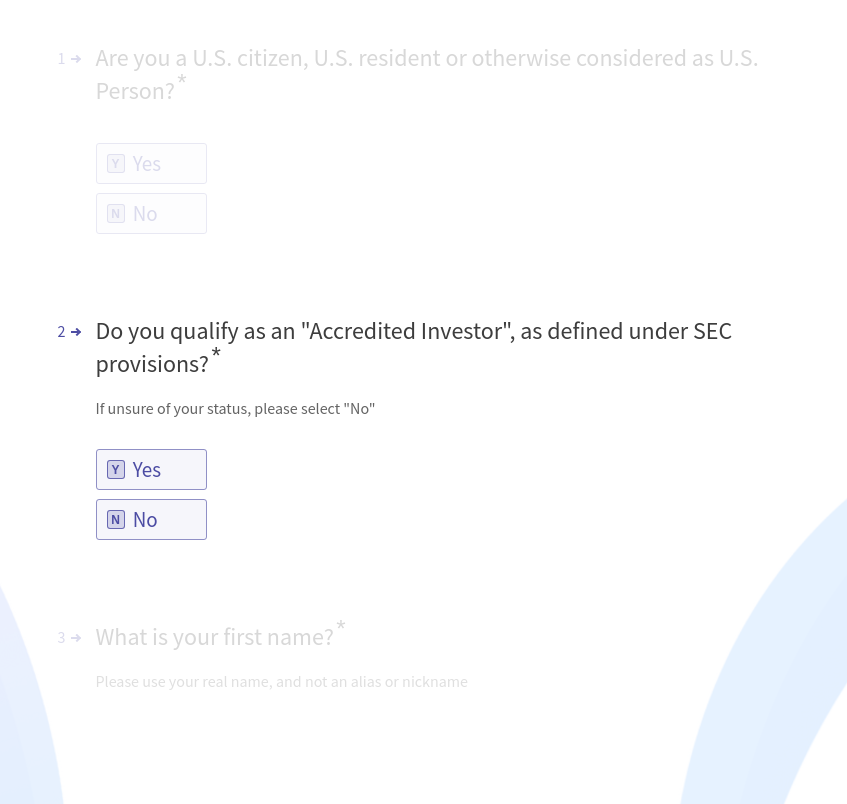 1 → Are you a U.S. citizen, U.S. resident or otherwise considered as U.S.
Person?*
Y Yes
N No
2 → Do you qualify as an "Accredited Investor", as defined under SEC
provisions?*
If unsure of your status, please select "No"
Y Yes
N No
3 → What is your first name?*
Please use your real name, and not an alias or nickname